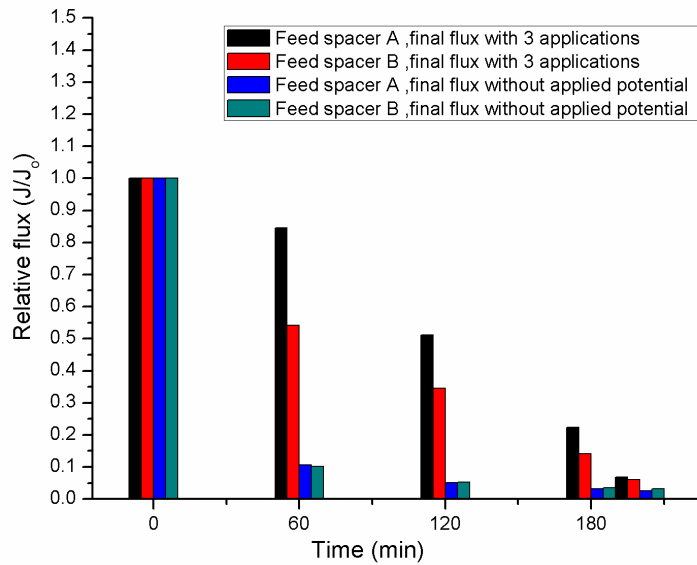 1.5
1.4
1.3
1.2
1.1
1.0
0.9
0.8
0.7
0.6
0.5
0.4
0.3
0.2
0.1
0.0
Relative flux (J/Jo)
Feed spacer A ,final flux with 3 applications
Feed spacer B ,final flux with 3 applications
Feed spacer A ,final flux without applied potential
Feed spacer B ,final flux without applied potential
0 60 120 180
Time (min)